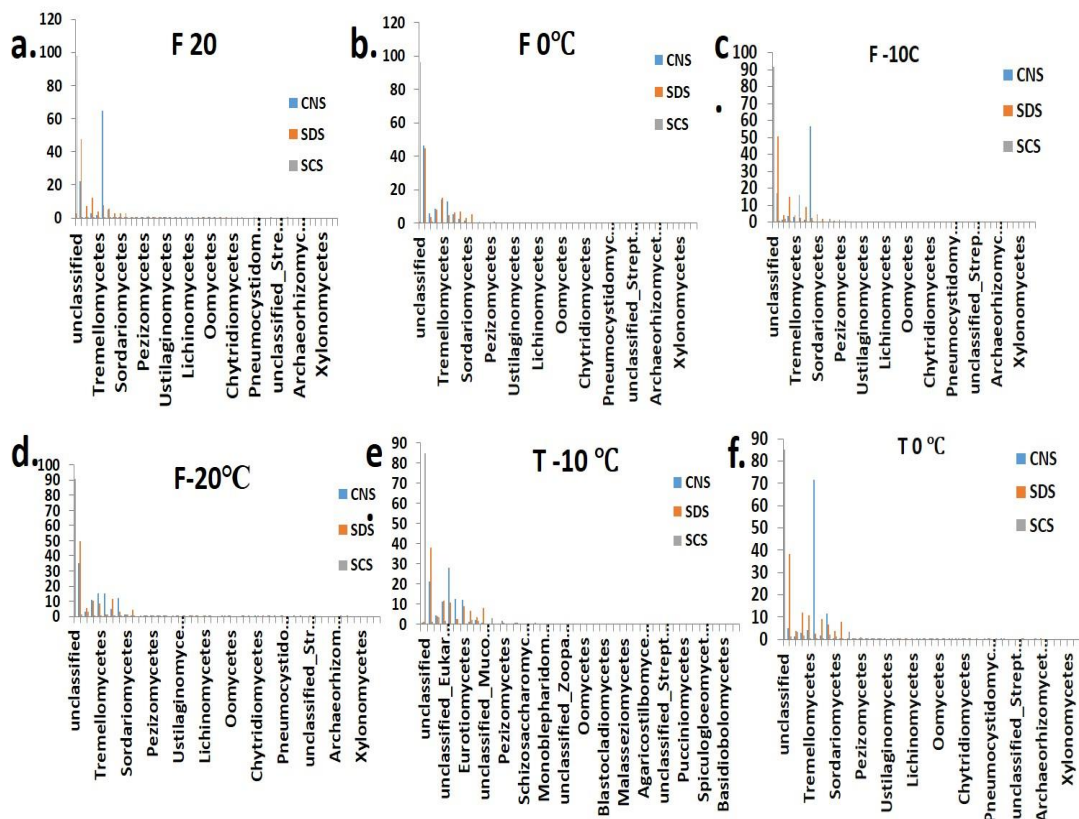 a.
F 20
120
100
80
60
40
20
0
CNS
SDS
SCS
unclassified
Tremellomycetes
Sordariomycetes
Pezizomycetes
Ustilaginomycetes
Lichinomycetes
Oomycetes
Chytridiomycetes
Pneumocystidom...
unclassified_Stre...
Archaeorhizomyc...
Xylonomycetes
b.
F 0°C
120
100
80
60
40
20
0
CNS
SDS
SCS
unclassified
Tremellomycetes
Sordariomycetes
Pezizomycetes
Ustilaginomycetes
Lichinomycetes
Oomycetes
Chytridiomycetes
Pneumocystidomyc...
unclassified_Strept...
Archaeorhizomycet...
Xylonomycetes
c
.
F -10C
100
90
80
70
60
50
40
30
20
10
0
CNS
SDS
SCS
unclassified
Tremellomycetes
Sordariomycetes
Pezizomycetes
Ustilaginomycetes
Lichinomycetes
Oomycetes
Chytridiomycetes
Pneumocystidomy...
unclassified_Strep...
Archaeorhizomyc...
Xylonomycetes
d.
F-20°C
100
90
80
70
60
50
40
30
20
10
0
CNS
SDS
SCS
unclassified
Tremellomycetes
Sordariomycetes
Pezizomycetes
Ustilaginomyce...
Lichinomycetes
Oomycetes
Chytridiomycetes
Pneumocystido...
unclassified_Str...
Archaeorhizom...
Xylonomycetes
e
.
T -10 °C
90
80
70
60
50
40
30
20
10
0
CNS
SDS
SCS
unclassified
unclassified_Eukar...
Eurotiomycetes
unclassified_Muco...
Pezizomycetes
Schizosaccharomyc...
Monoblepharidom...
unclassified_Zoopa...
Oomycetes
Blastocladiomycetes
Malasseziomycetes
Agaricostilbomyce...
unclassified_Strept...
Pucciniomycetes
Spiculogloeomycet...
Basidiobolomycetes
f.
T 0 °C
90
80
70
60
50
40
30
20
10
0
CNS
SDS
SCS
unclassified
Tremellomycetes
Sordariomycetes
Pezizomycetes
Ustilaginomycetes
Lichinomycetes
Oomycetes
Chytridiomycetes
Pneumocystidomyc...
unclassified_Strept...
Archaeorhizomycet...
Xylonomycetes